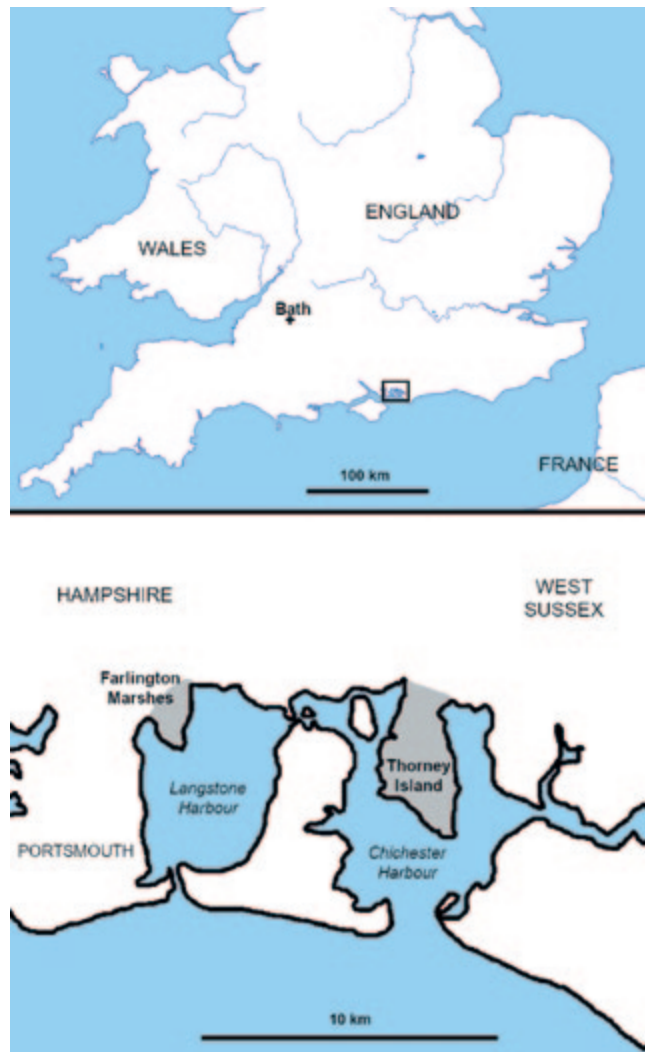 ENGLAND
WALES
Bath
FRANCE
100 km
HAMPSHIRE
WEST
SUSSEX
Farlington
Marshes
Thorney
Island
Langstone
Harbour
PORTSMOUTH
Chichester
Harbour
10 km